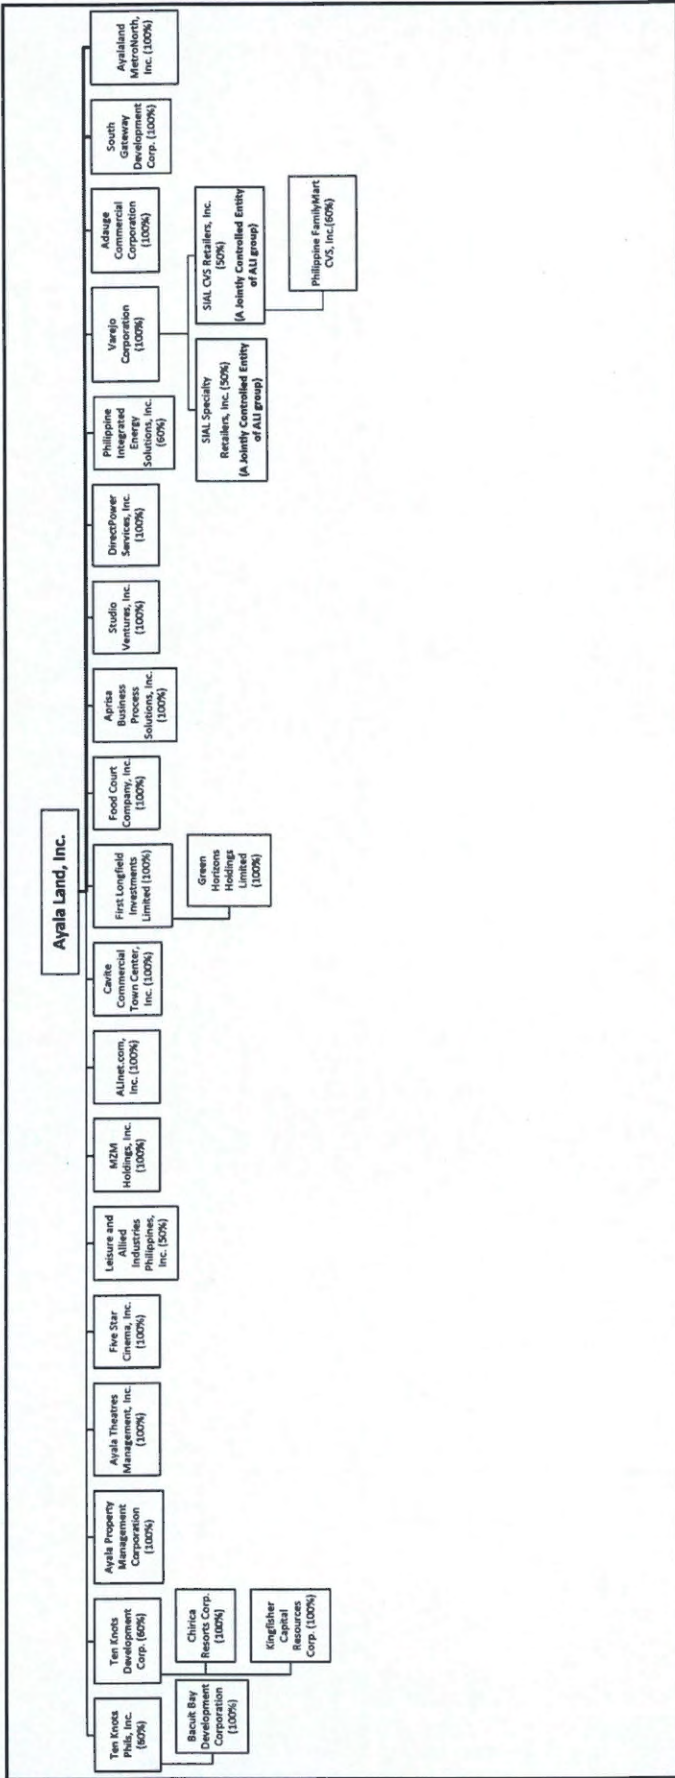 Ayala Land, Inc.
Ten Knots
Phils, Inc.
(60%)
Bacuit Bay
Development
Corporation
(100%)
Ten Knots
Development
Corp. (60%)
Chirica
Resorts Corp.
(100%)
Kingfisher
Capital
Resources
Corp. (100%)
Ayala Property
Management
Corporation
(100%)
Ayala Theatres
Management, Inc.
(100%)
Five Star
Cinema, Inc.
(100%)
Leisure and
Allied
Industries
Philippines,
Inc. (50%)
MZM
Holdings, Inc.
(100%)
ALInet.com,
Inc. (100%)
Cavite
Commercial
Town Center,
Inc. (100%)
First Longfield
Investments
Limited (100%)
Green
Horizons
Holdings
Limited
(100%)
Food Court
Company, Inc.
(100%)
Aprisa
Business
Process
Solutions, Inc.
(100%)
Studio
Ventures, Inc.
(100%)
DirectPower
Services, Inc.
(100%)
Philippine
Integrated
Energy
Solutions, Inc.
(60%)
Varejo
Corporation
(100%)
SIAL Specialty
Retailers, Inc. (50%)
(A Jointly Controlled Entity
of ALI group)
SIAL CVS Retailers, Inc.
(50%)
(A Jointly Controlled Entity
of ALI group)
Philippine FamilyMart
CVS, Inc.(60%)
Adauge
Commercial
Corporation
(100%)
South
Gateway
Development
Corp. (100%)
Ayalaland
MetroNorth,
Inc. (100%)